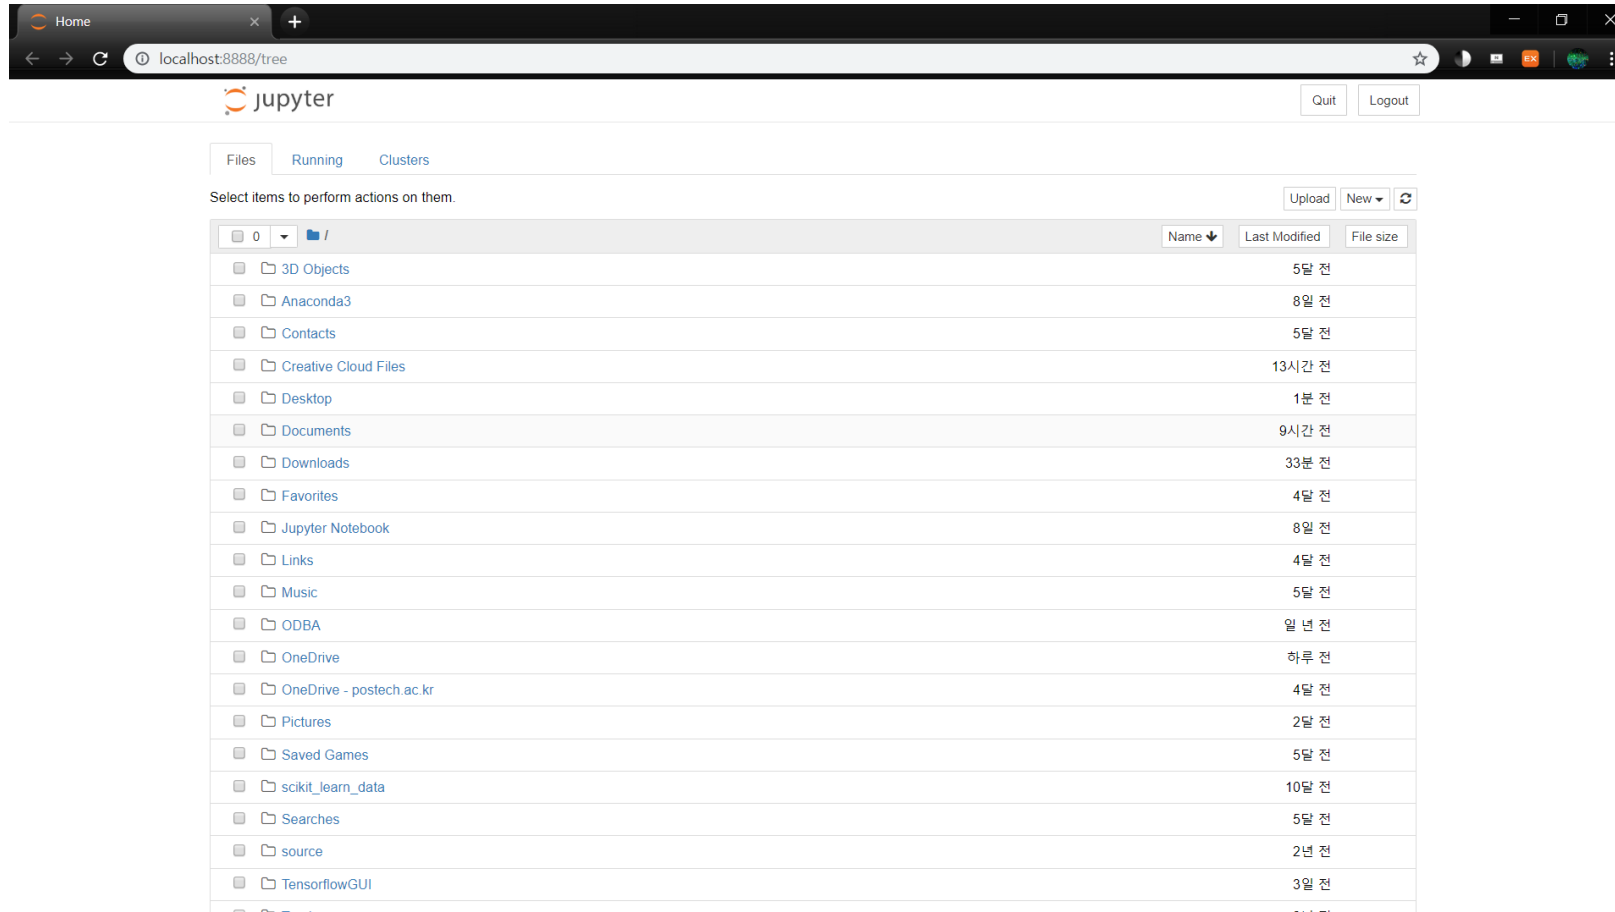 Home
localhost:8888/tree
EX
jupyter
Quit Logout
Files Running Clusters
Select items to perform actions on them.
Upload New
0 / Name Last Modified File size
3D Objects 5달 전
Anaconda3 8일 전
Contacts 5달 전
Creative Cloud Files 13시간 전
Desktop 1분 전
Documents 9시간 전
Downloads 33분 전
Favorites 4달 전
Jupyter Notebook 8일 전
Links 4달 전
Music 5달 전
ODBA 일 년 전
OneDrive 하루 전
OneDrive - postech.ac.kr 4달 전
Pictures 2달 전
Saved Games 5달 전
scikit_learn_data 10달 전
Searches 5달 전
source 2년 전
TensorflowGUI 3일 전